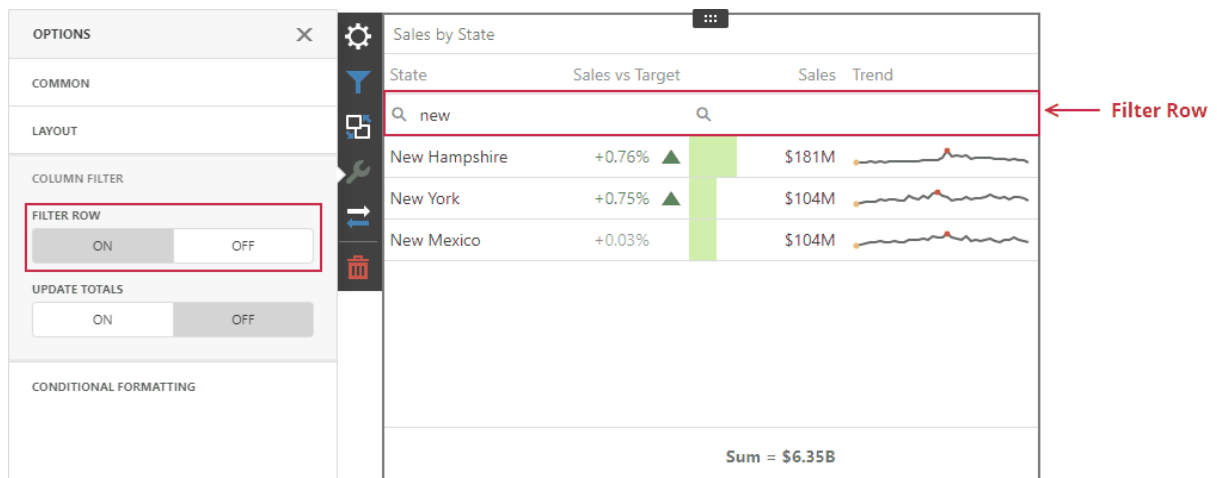 OPTIONS
COMMON
LAYOUT
COLUMN FILTER
FILTER ROW
ON OFF
UPDATE TOTALS
ON OFF
CONDITIONAL FORMATTING
Sales by State
State Sales vs Target Sales Trend
new
New Hampshire +0.76% $181M
New York +0.75% $104M
New Mexico +0.03% $104M
Sum = $6.35B
Filter Row